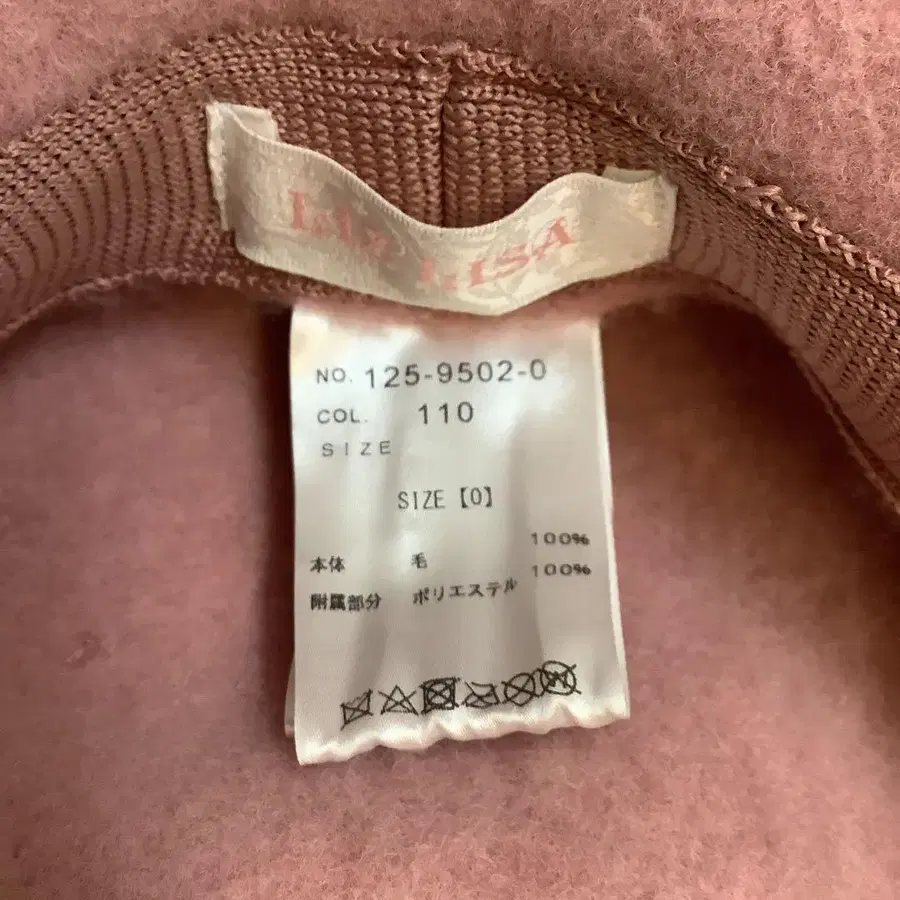 Liz LISA
NO. 125-9502-0
COL. 110
SIZE
SIZE【0】
本体 毛 100%
附属部分 ポリエステル 100%